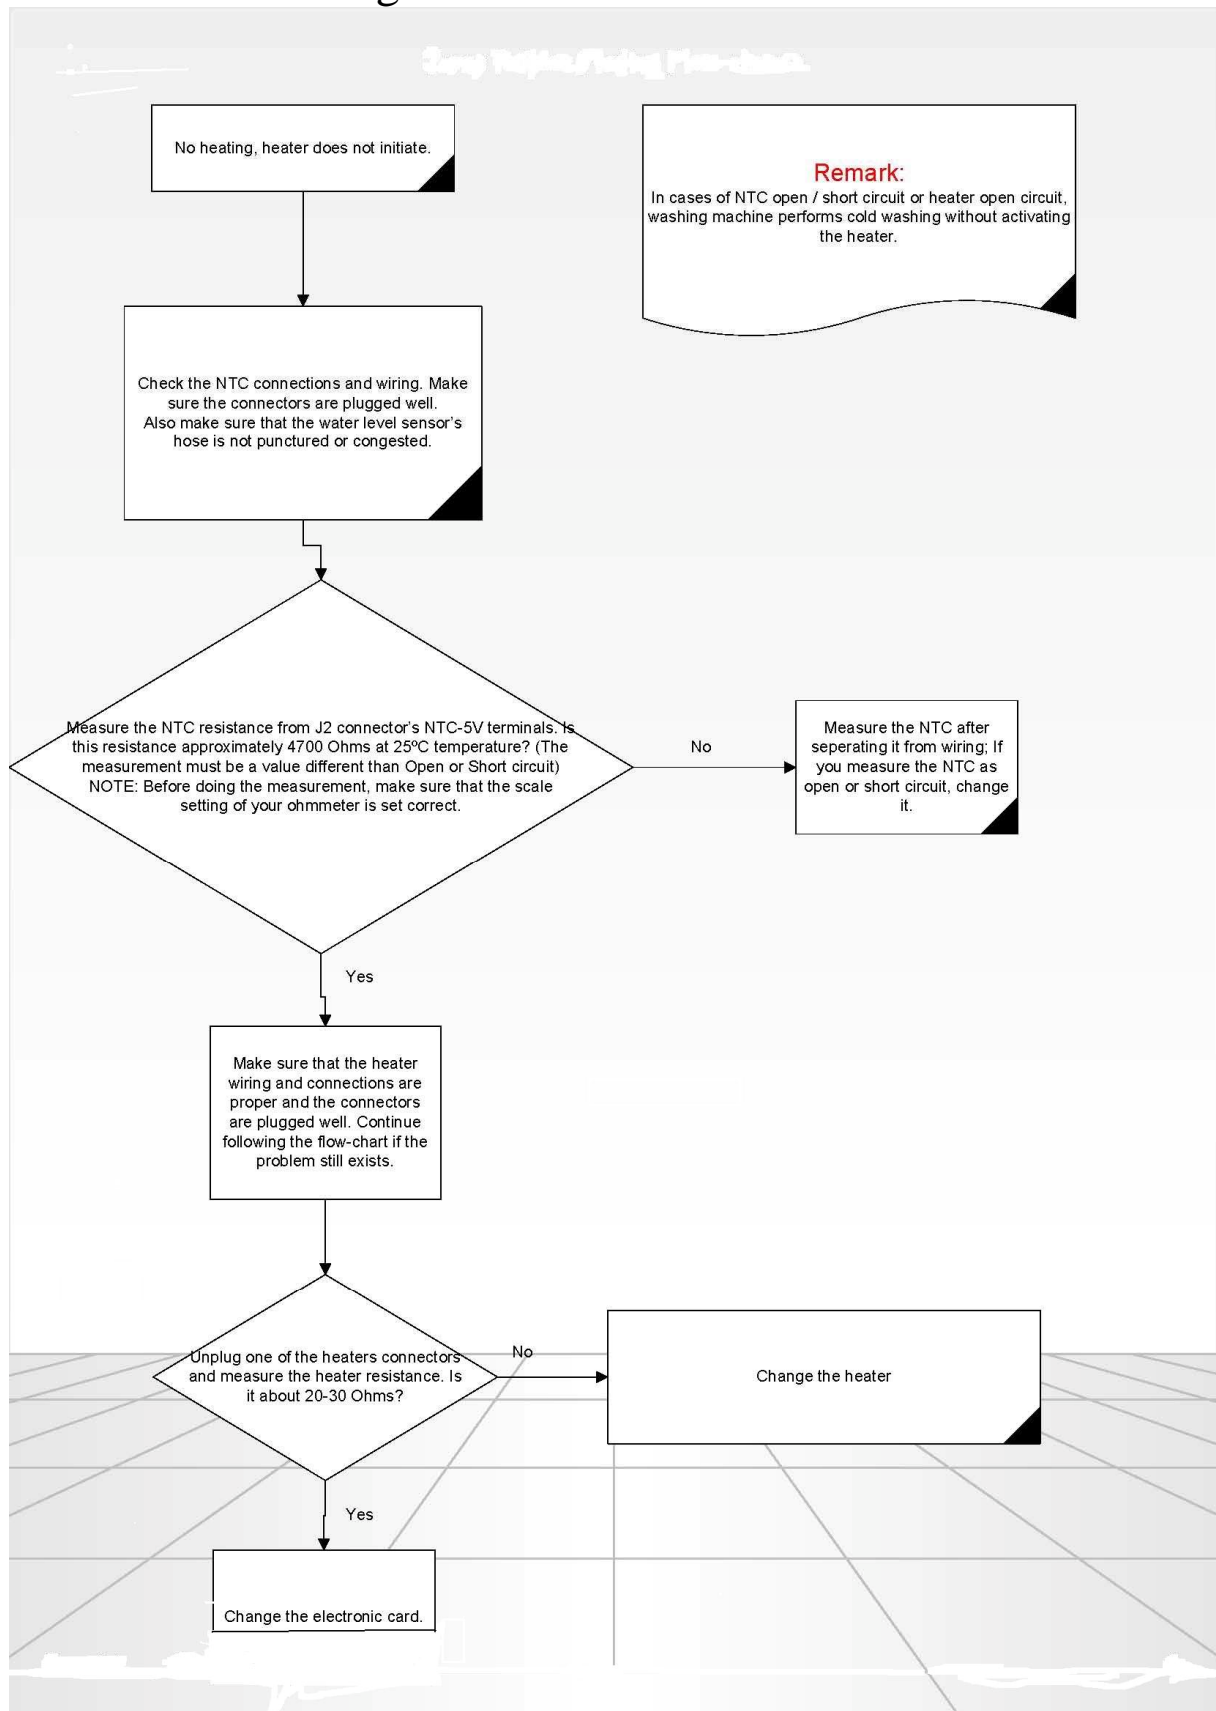 No heating, heater does not initiate.
Remark:
In cases of NTC open / short circuit or heater open circuit,
washing machine performs cold washing without activating
the heater.
Check the NTC connections and wiring. Make
sure the connectors are plugged well.
Also make sure that the water level sensor's
hose is not punctured or congested.
Measure the NTC resistance from J2 connector's NTC-5V terminals. Is
this resistance approximately 4700 Ohms at 25ºC temperature? (The
measurement must be a value different than Open or Short circuit)
NOTE: Before doing the measurement, make sure that the scale
setting of your ohmmeter is set correct.
No
Measure the NTC after
seperating it from wiring; If
you measure the NTC as
open or short circuit, change
it.
Yes
Make sure that the heater
wiring and connections are
proper and the connectors
are plugged well. Continue
following the flow-chart if the
problem still exists.
Unplug one of the heaters connectors
and measure the heater resistance. Is
it about 20-30 Ohms?
No
Change the heater
Yes
Change the electronic card.